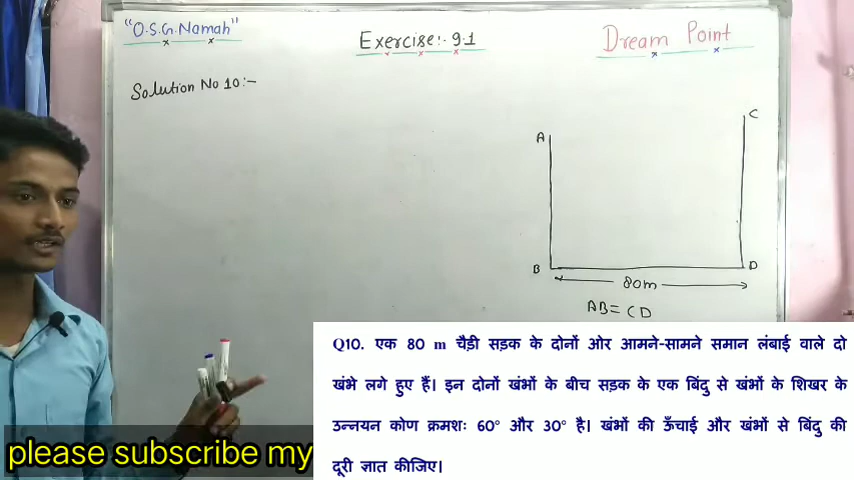 "O.S.G.Namah"
Exercise:- 9.1
Dream Point
Solution No 10:-
A
C
B
D
80m
AB= CD
Q10. एक 80 m चैड़ी सड़क के दोनों ओर आमने-सामने समान लंबाई वाले दो
खंभे लगे हुए हैं। इन दोनों खंभों के बीच सड़क के एक बिंदु से खंभों के शिखर के
उन्नयन कोण क्रमशः 60° और 30° है। खंभों की ऊँचाई और खंभों से बिंदु की
दूरी ज्ञात कीजिए।
please subscribe my